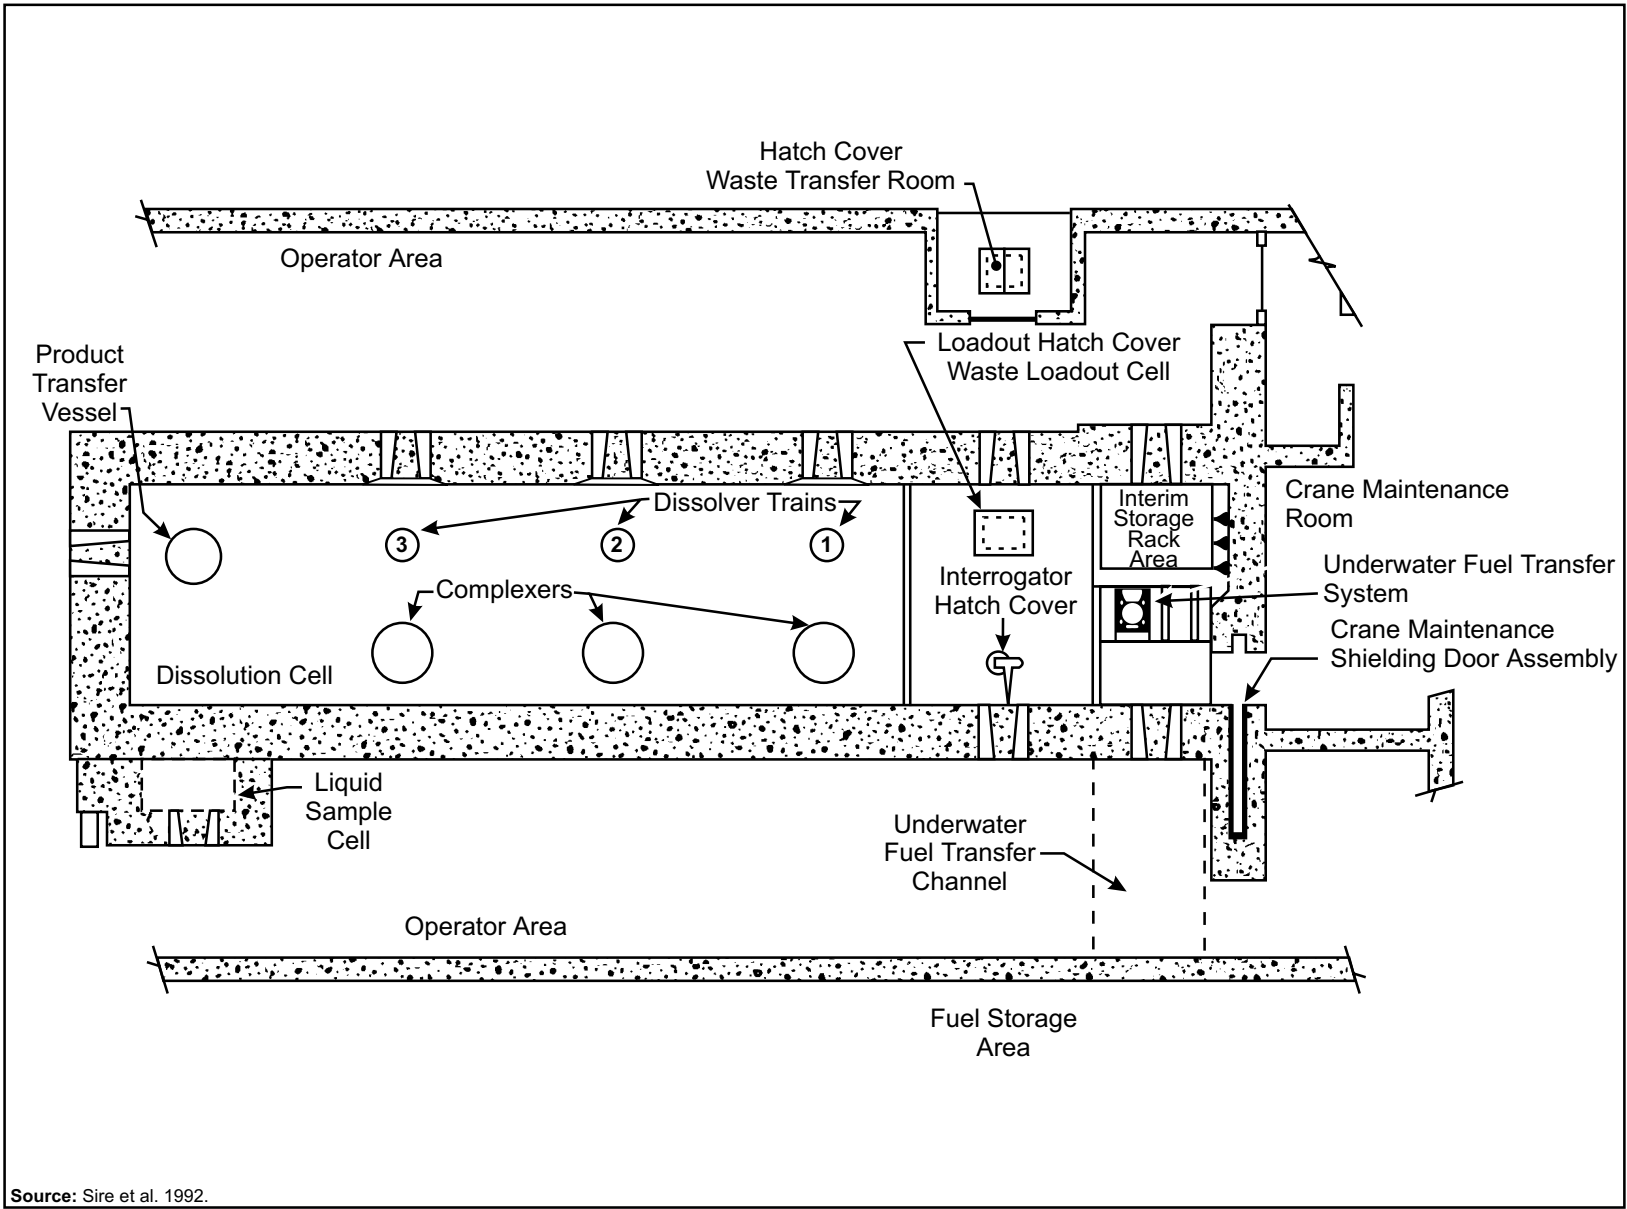 Hatch Cover
Waste Transfer Room
Operator Area
Loadout Hatch Cover
Waste Loadout Cell
Product
Transfer
Vessel
Crane Maintenance
Room
Interim
Storage
Rack
Area
Dissolver Trains
3
2
1
Underwater Fuel Transfer
System
Interrogator
Hatch Cover
Complexers
Crane Maintenance
Shielding Door Assembly
Dissolution Cell
Liquid
Sample
Cell
Underwater
Fuel Transfer
Channel
Operator Area
Fuel Storage
Area
Source: Sire et al. 1992.